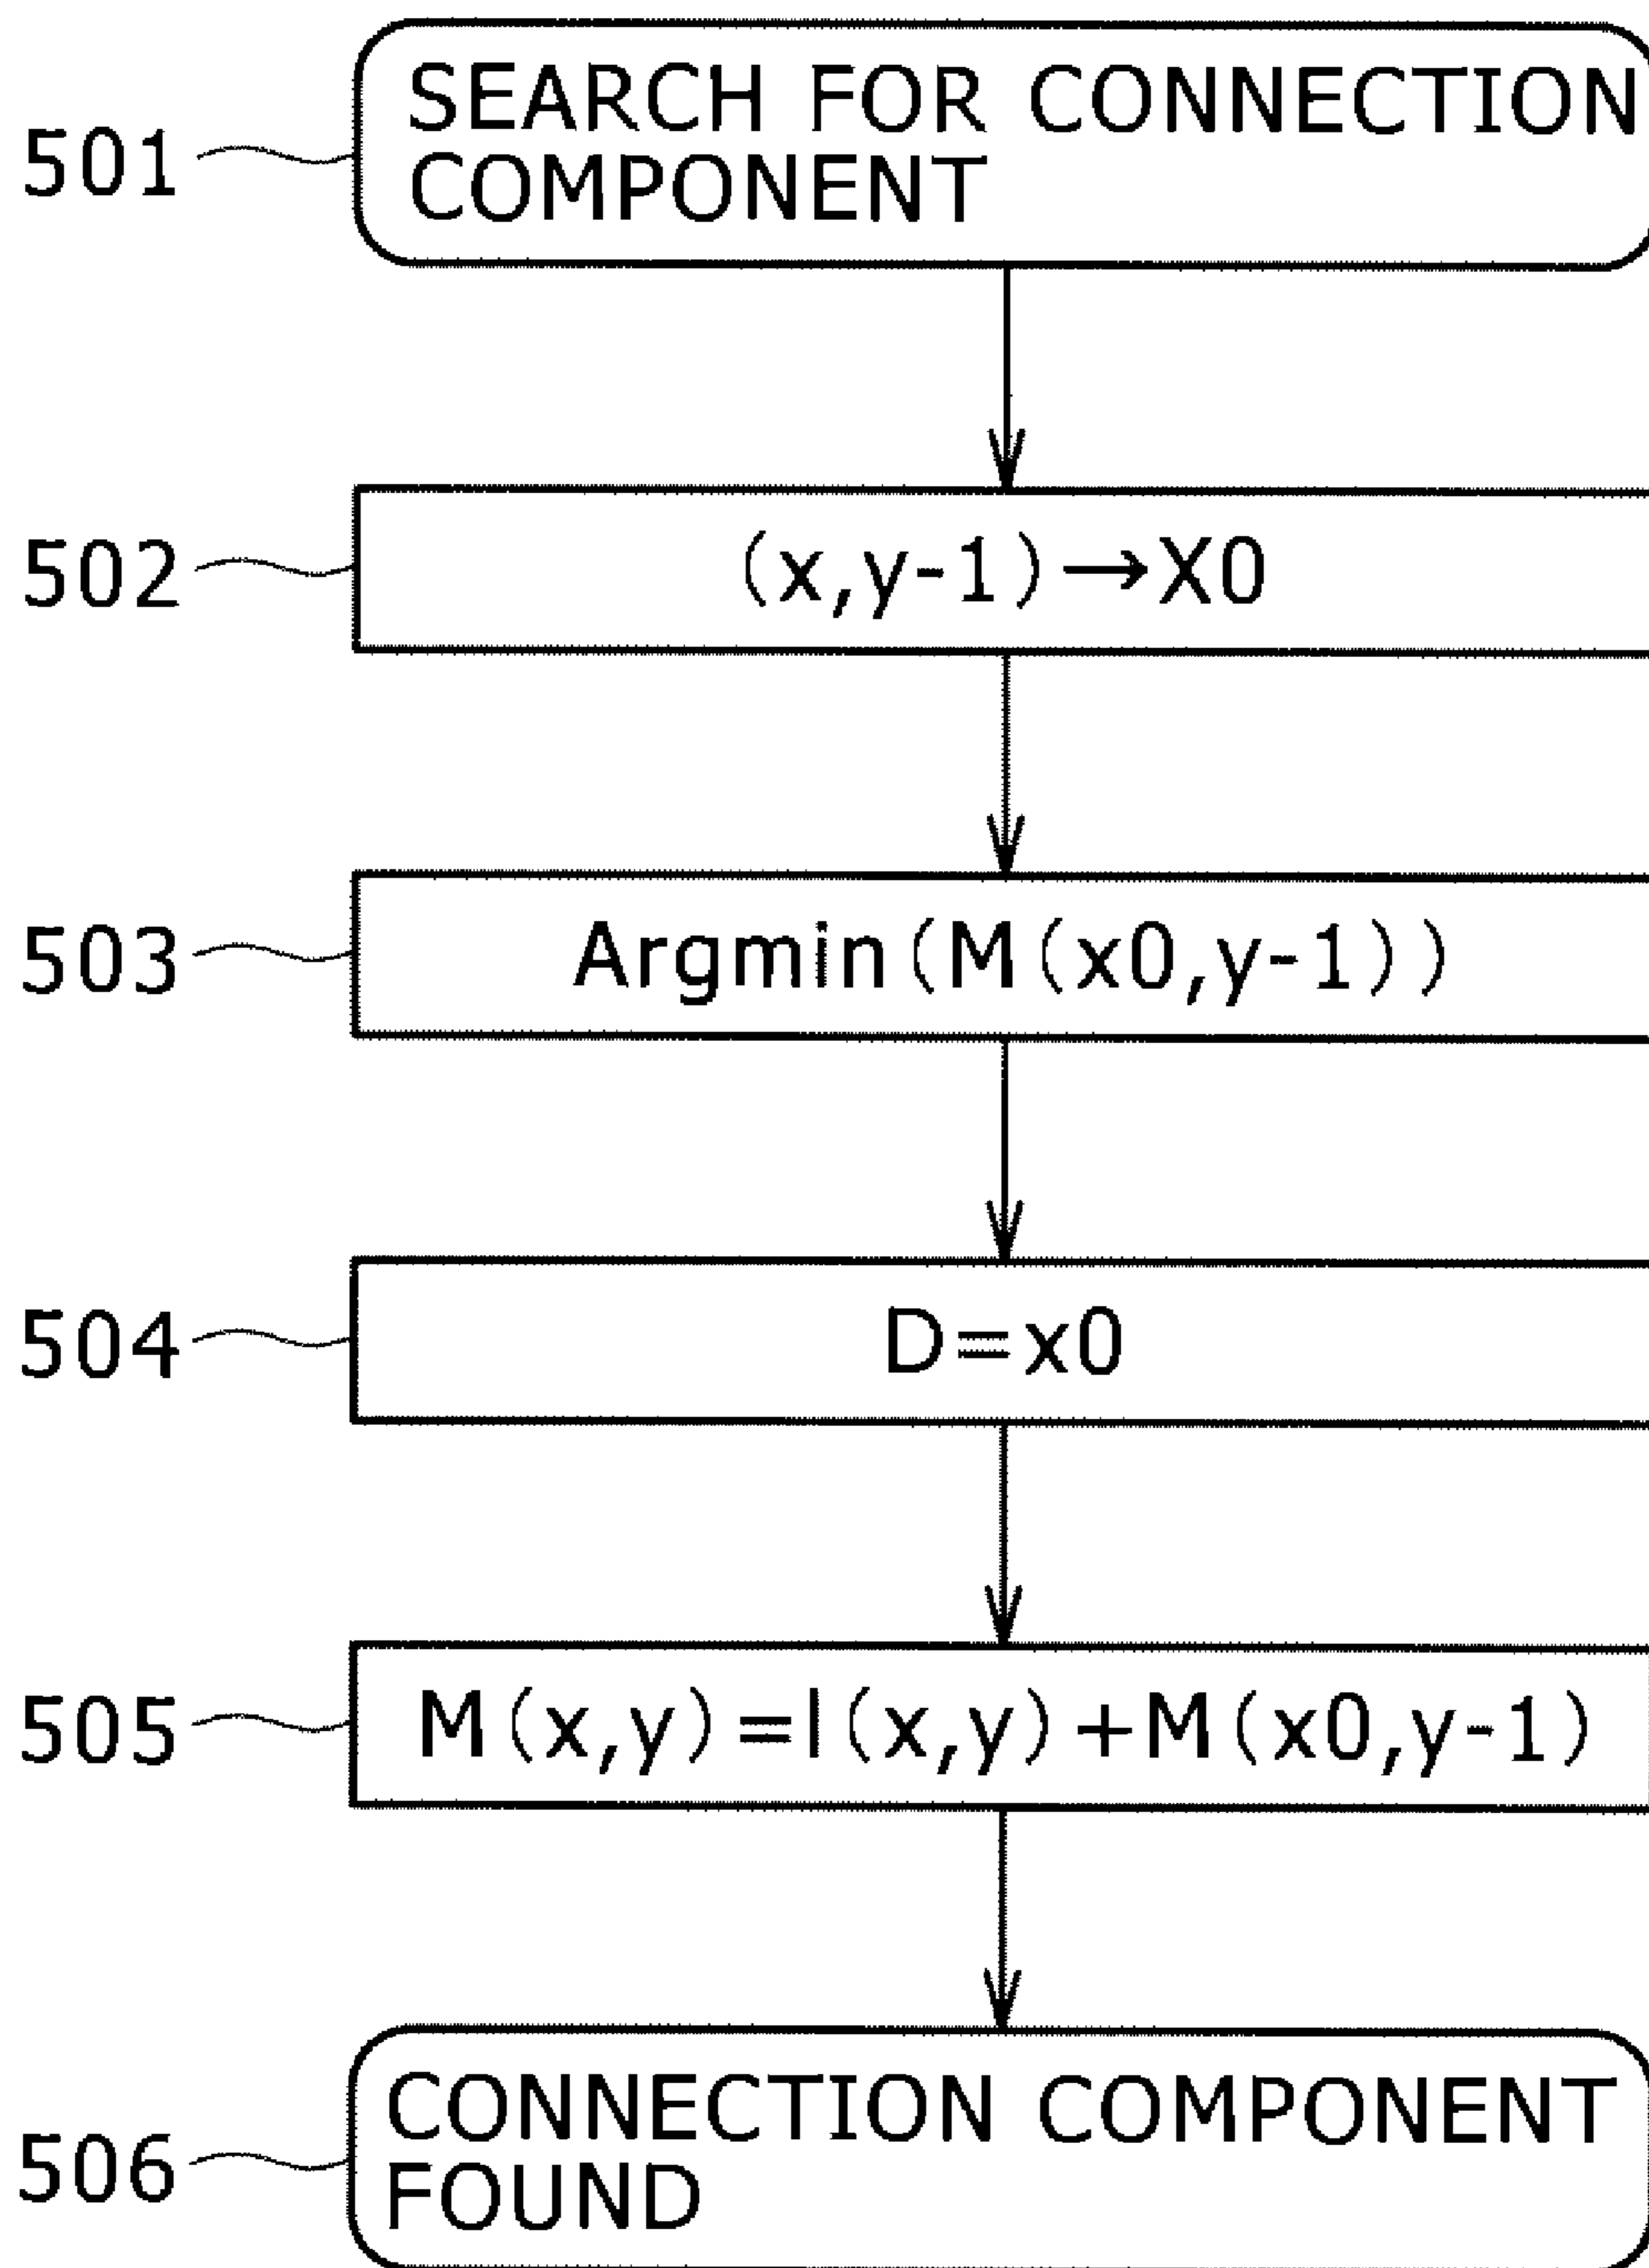 501
SEARCH FOR CONNECTION
COMPONENT
502
(x,y-1)→X0
503
Argmin(M(x0,y-1))
504
D=x0
505
M(x,y)=I(x,y)+M(x0,y-1)
506
CONNECTION COMPONENT
FOUND